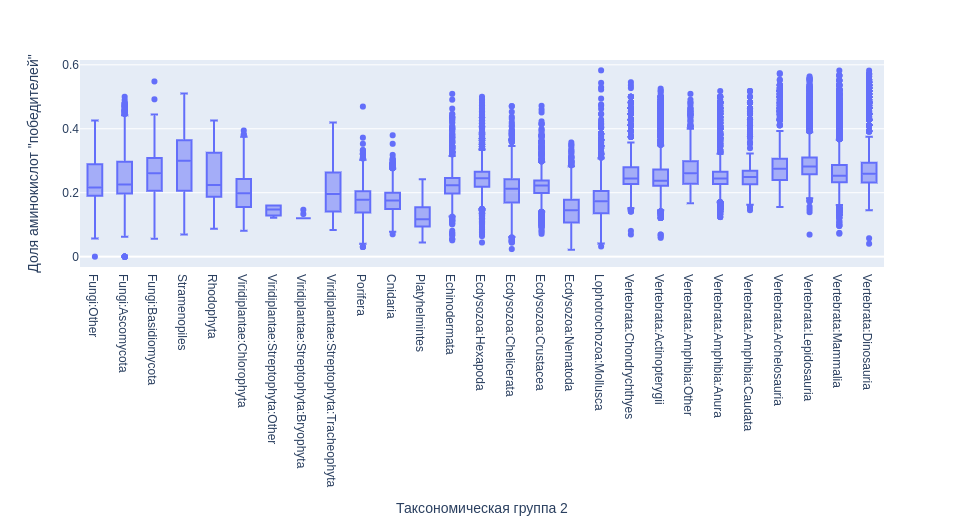 Доля аминокислот "победителей"
0.6
0.4
0.2
0
Fungi:Other
Fungi:Ascomycota
Fungi:Basidiomycota
Stramenopiles
Rhodophyta
Viridiplantae:Chlorophyta
Viridiplantae:Streptophyta:Other
Viridiplantae:Streptophyta:Bryophyta
Viridiplantae:Streptophyta:Tracheophyta
Porifera
Cnidaria
Platyhelmintes
Echinodermata
Ecdysozoa:Hexapoda
Ecdysozoa:Chelicerata
Ecdysozoa:Crustacea
Ecdysozoa:Nematoda
Lophotrochozoa:Mollusca
Vertebrata:Chondrychthyes
Vertebrata:Actinopterygii
Vertebrata:Amphibia:Other
Vertebrata:Amphibia:Anura
Vertebrata:Amphibia:Caudata
Vertebrata:Archelosauria
Vertebrata:Lepidosauria
Vertebrata:Mammalia
Vertebrata:Dinosauria
Таксономическая группа 2